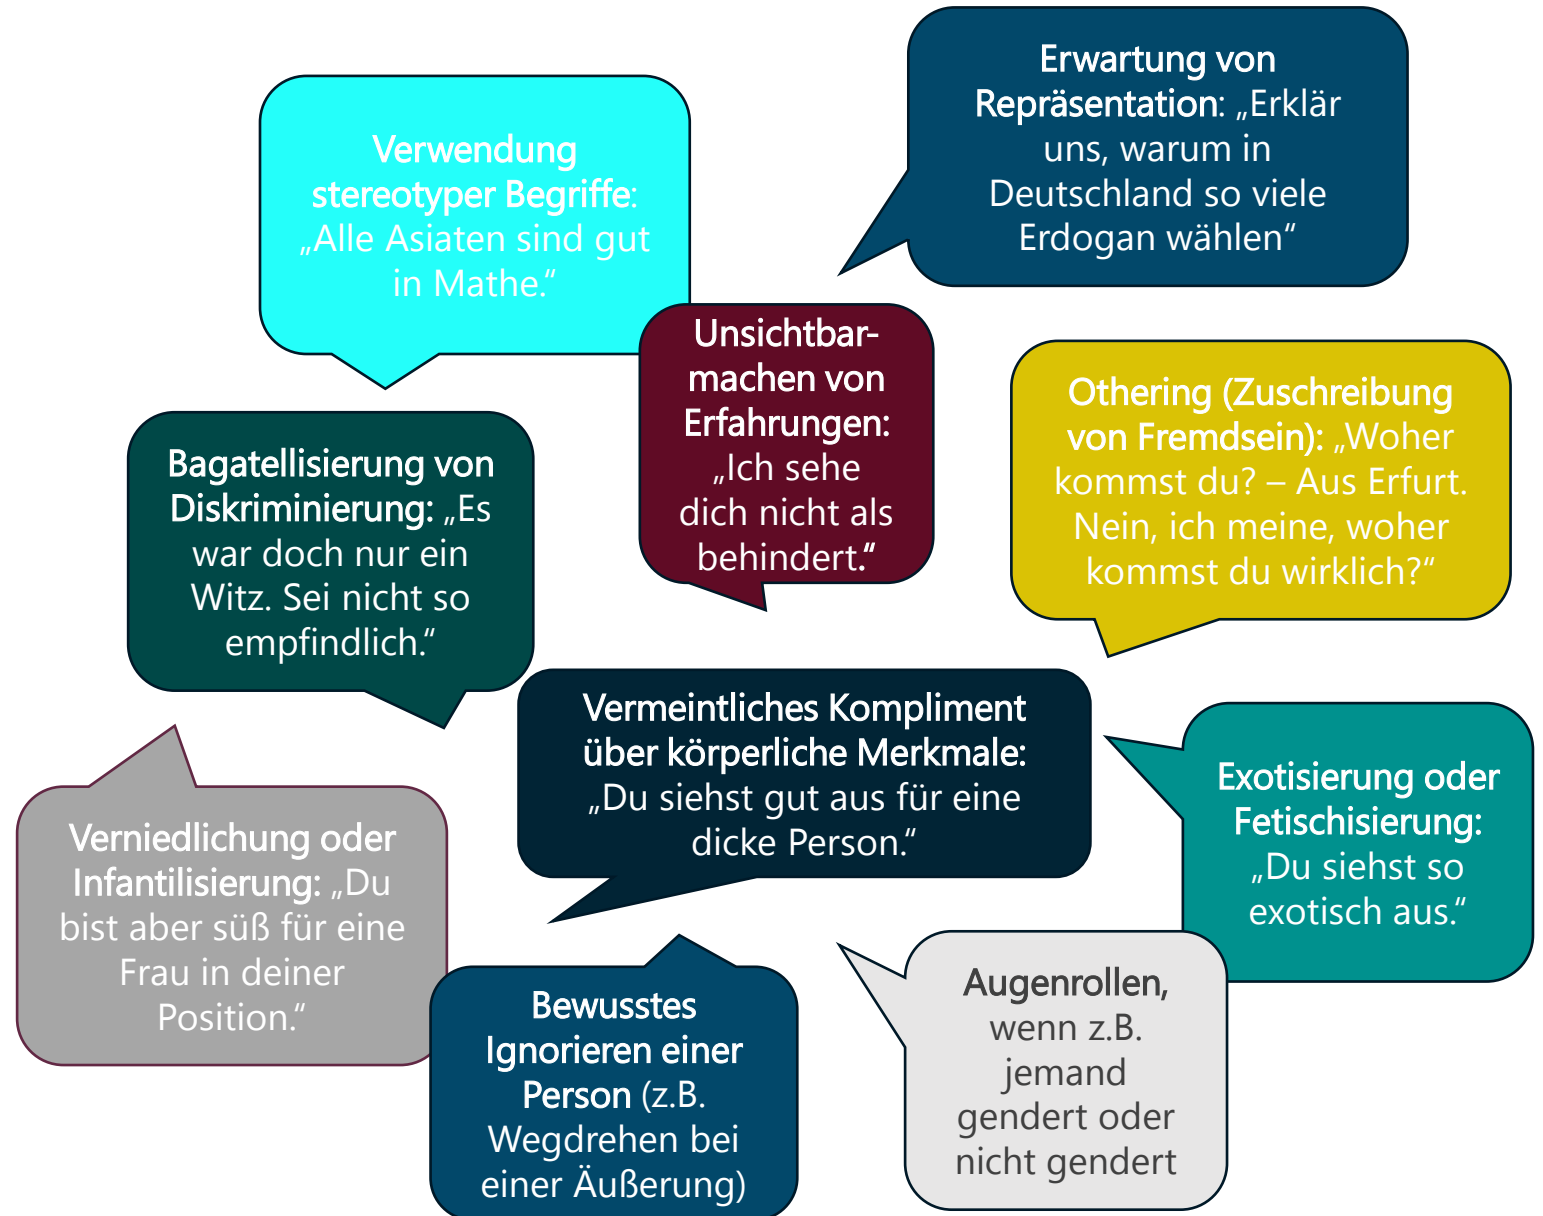 Erwartung von
Repräsentation: „Erklär
uns, warum in
Deutschland so viele
Erdogan wählen“
Verwendung
stereotyper Begriffe:
„Alle Asiaten sind gut
in Mathe.“
Unsichtbar-
machen von
Erfahrungen:
„Ich sehe
dich nicht als
behindert.“
Othering (Zuschreibung
von Fremdsein): „Woher
kommst du? – Aus Erfurt.
Nein, ich meine, woher
kommst du wirklich?“
Bagatellisierung von
Diskriminierung: „Es
war doch nur ein
Witz. Sei nicht so
empfindlich.“
Vermeintliches Kompliment
über körperliche Merkmale:
„Du siehst gut aus für eine
dicke Person.“
Exotisierung oder
Fetischisierung:
„Du siehst so
exotisch aus.“
Verniedlichung oder
Infantilisierung: „Du
bist aber süß für eine
Frau in deiner
Position.“
Bewusstes
Ignorieren einer
Person (z.B.
Wegdrehen bei
einer Äußerung)
Augenrollen,
wenn z.B.
jemand
gendert oder
nicht gendert